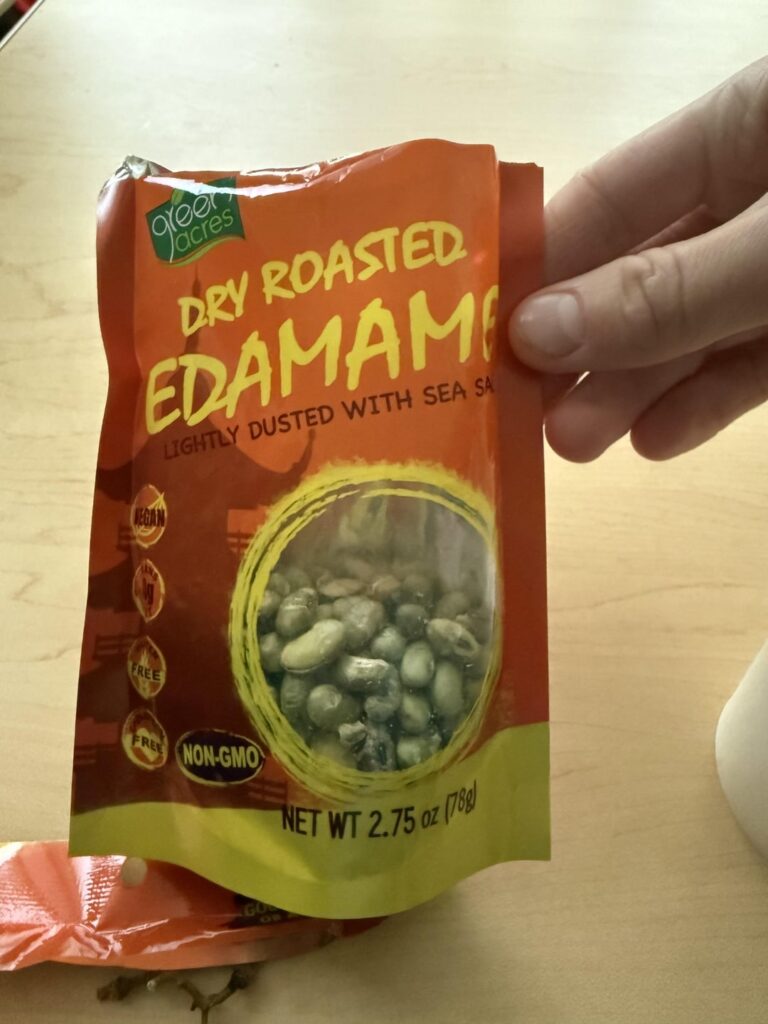 green
acres
DRY ROASTED
EDAMAME
LIGHTLY DUSTED WITH SEA SA
VEGAN
FREE
FREE
NON-GMO
NET WT 2.75 oz (78g)